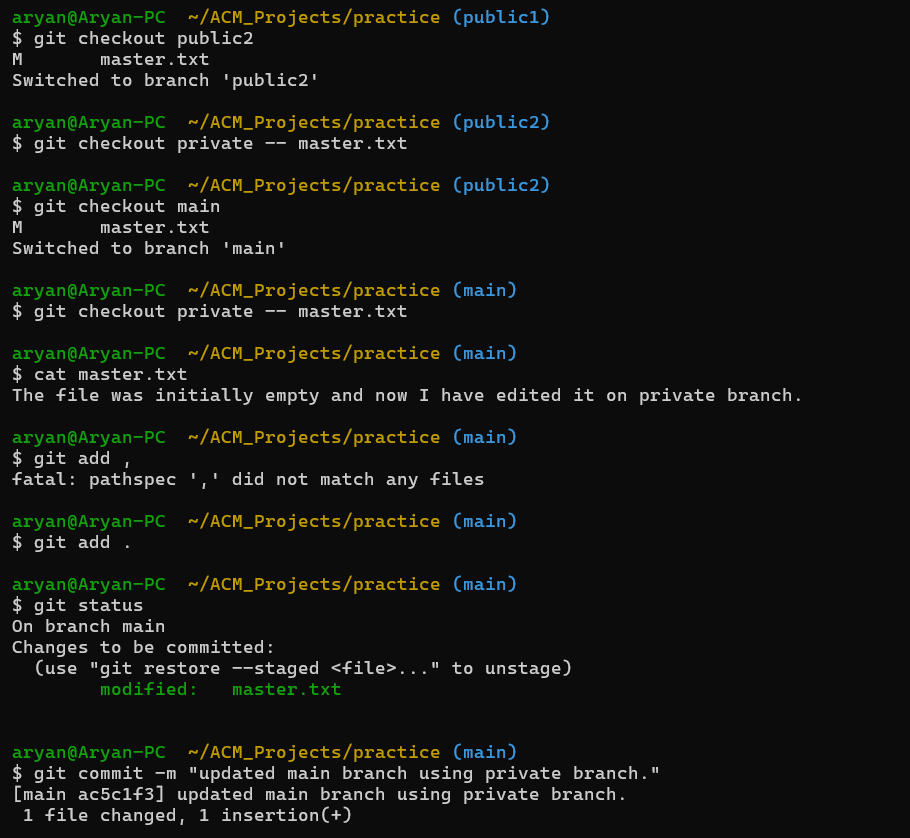 aryan@Aryan-PC  ~/ACM_Projects/practice (public1)
$ git checkout public2
M       master.txt
Switched to branch 'public2'
aryan@Aryan-PC  ~/ACM_Projects/practice (public2)
$ git checkout private -- master.txt
aryan@Aryan-PC  ~/ACM_Projects/practice (public2)
$ git checkout main
M       master.txt
Switched to branch 'main'
aryan@Aryan-PC  ~/ACM_Projects/practice (main)
$ git checkout private -- master.txt
aryan@Aryan-PC  ~/ACM_Projects/practice (main)
$ cat master.txt
The file was initially empty and now I have edited it on private branch.
aryan@Aryan-PC  ~/ACM_Projects/practice (main)
$ git add ,
fatal: pathspec ',' did not match any files
aryan@Aryan-PC  ~/ACM_Projects/practice (main)
$ git add .
aryan@Aryan-PC  ~/ACM_Projects/practice (main)
$ git status
On branch main
Changes to be committed:
  (use "git restore --staged <file>..." to unstage)
        modified:   master.txt
aryan@Aryan-PC  ~/ACM_Projects/practice (main)
$ git commit -m "updated main branch using private branch."
[main ac5c1f3] updated main branch using private branch.
 1 file changed, 1 insertion(+)